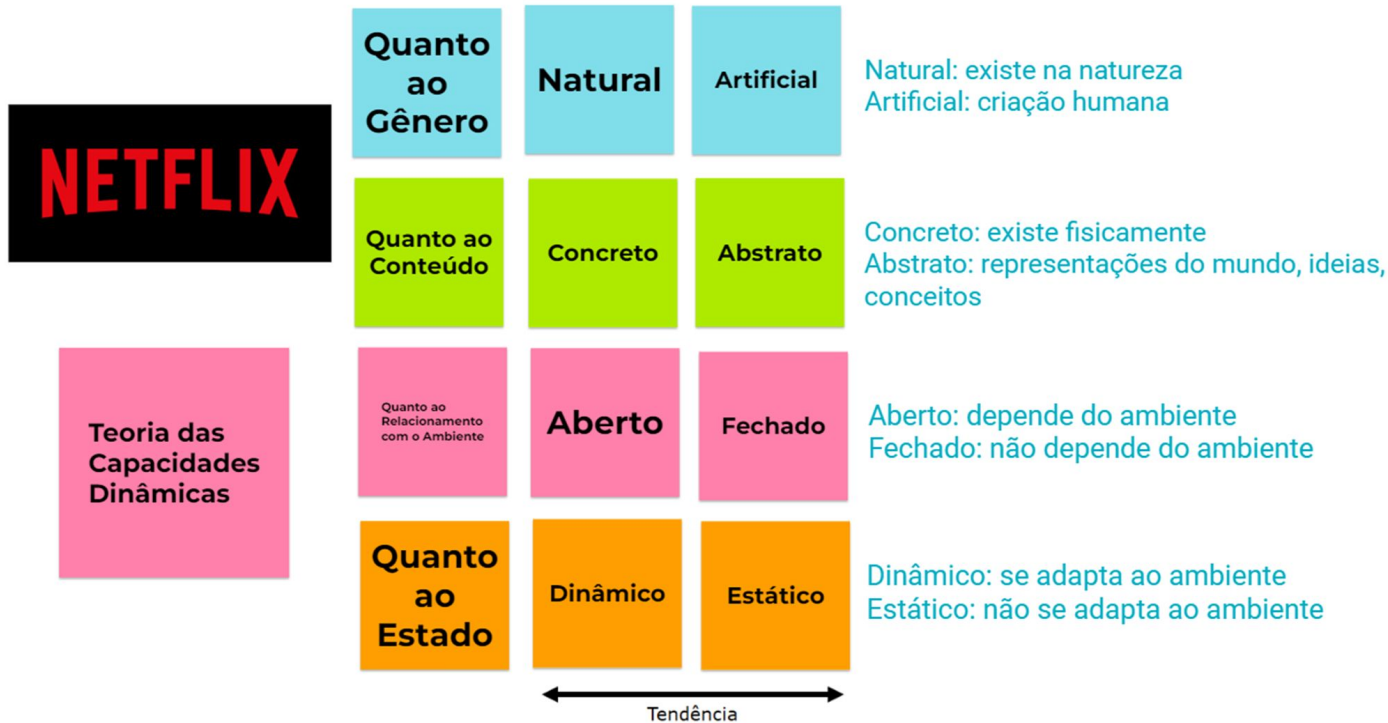 NETFLIX
Quanto
ao
Gênero
Natural
Artificial
Natural: existe na natureza
Artificial: criação humana
Quanto ao
Conteúdo
Concreto
Abstrato
Concreto: existe fisicamente
Abstrato: representações do mundo, ideias,
conceitos
Teoria das
Capacidades
Dinâmicas
Quanto ao
Relacionamento
com o Ambiente
Aberto
Fechado
Aberto: depende do ambiente
Fechado: não depende do ambiente
Quanto
ao
Estado
Dinâmico
Estático
Dinâmico: se adapta ao ambiente
Estático: não se adapta ao ambiente
Tendência